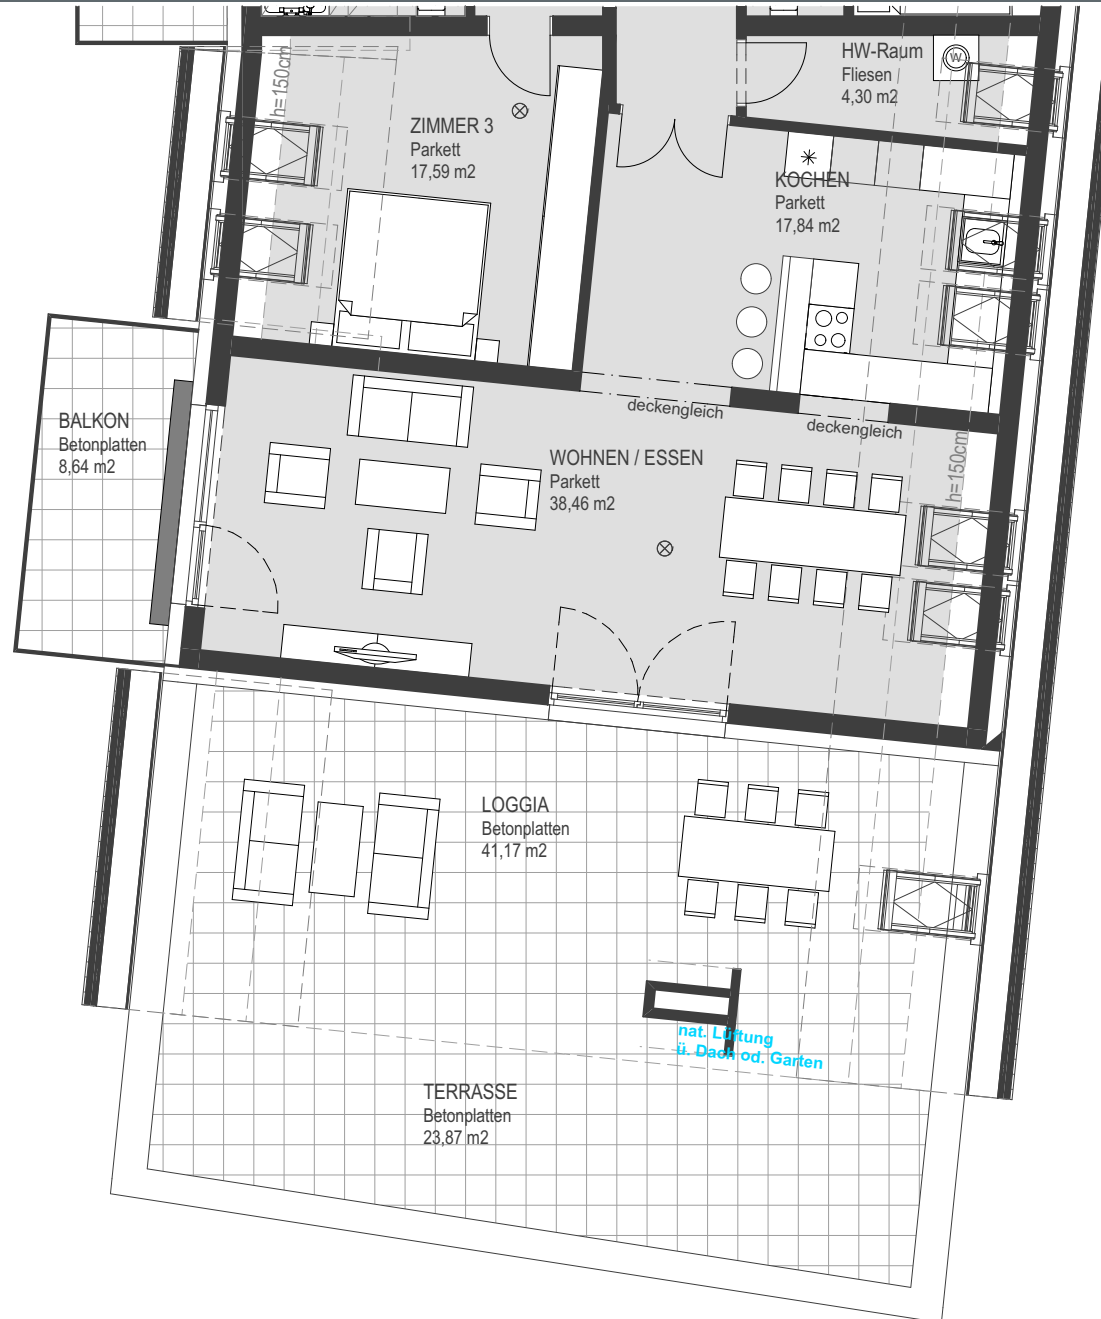 h=150cm
HW-Raum
Fliesen
4,30 m2
W
ZIMMER 3
Parkett
17,59 m2
KOCHEN
Parkett
17,84 m2
deckengleich
deckengleich
BALKON
Betonplatten
8,64 m2
WOHNEN / ESSEN
Parkett
38,46 m2
h=150cm
LOGGIA
Betonplatten
41,17 m2
nat. Lüftung
ü. Dach od. Garten
TERRASSE
Betonplatten
23,87 m2